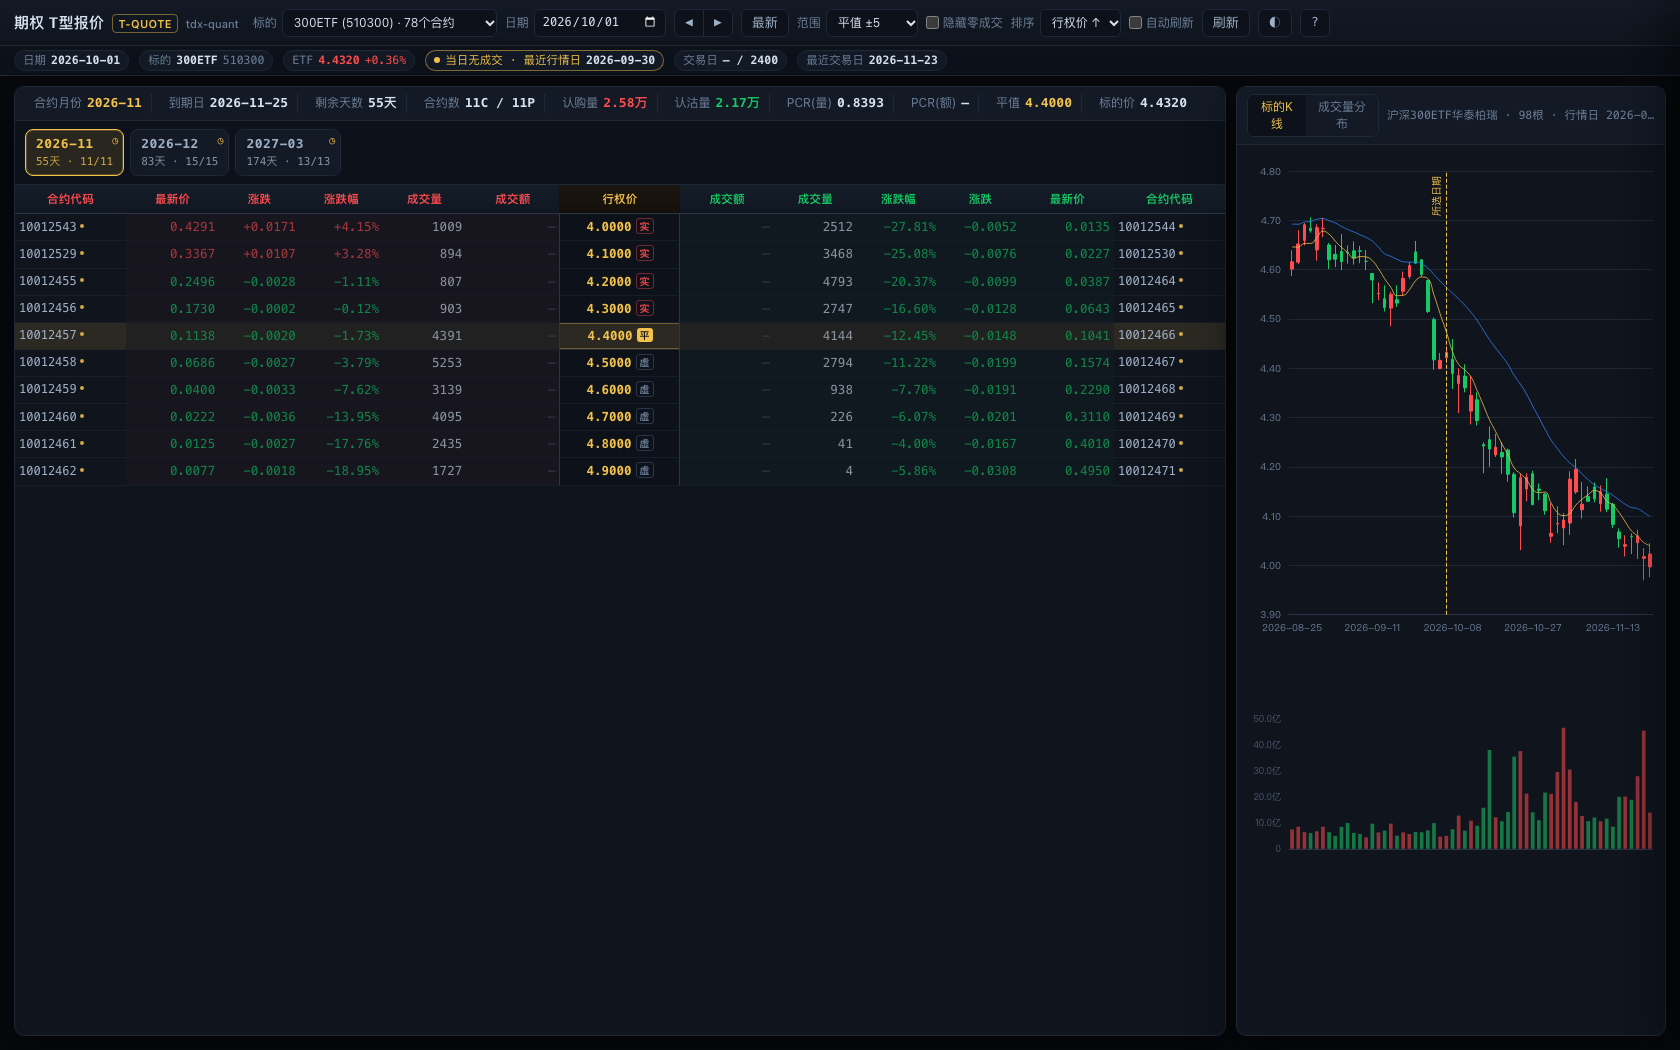 期权 T型报价 T-QUOTE tdx-quant 标的 300ETF (510300) · 78个合约 日期 2026/10/01 ◀ ▶ 最新 范围 平值 ±5 隐藏零成交 排序 行权价 ↑ 自动刷新 刷新 ◐ ?
日期 2026-10-01 标的 300ETF 510300 ETF 4.4320 +0.36% 当日无成交 · 最近行情日 2026-09-30 交易日 — / 2400 最近交易日 2026-11-23
合约月份 2026-11 到期日 2026-11-25 剩余天数 55天 合约数 11C / 11P 认购量 2.58万 认沽量 2.17万 PCR(量) 0.8393 PCR(额) — 平值 4.4000 标的价 4.4320
2026-11 2026-12 2027-03
55天 · 11/11 83天 · 15/15 174天 · 13/13
合约代码 最新价 涨跌 涨跌幅 成交量 成交额 行权价 成交额 成交量 涨跌幅 涨跌 最新价 合约代码
10012543 0.4291 +0.0171 +4.15% 1009 — 4.0000 实 — 2512 -27.81% -0.0052 0.0135 10012544
10012529 0.3367 +0.0107 +3.28% 894 — 4.1000 实 — 3468 -25.08% -0.0076 0.0227 10012530
10012455 0.2496 -0.0028 -1.11% 807 — 4.2000 实 — 4793 -20.37% -0.0099 0.0387 10012464
10012456 0.1730 -0.0002 -0.12% 903 — 4.3000 实 — 2747 -16.60% -0.0128 0.0643 10012465
10012457 0.1138 -0.0020 -1.73% 4391 — 4.4000 平 — 4144 -12.45% -0.0148 0.1041 10012466
10012458 0.0686 -0.0027 -3.79% 5253 — 4.5000 虚 — 2794 -11.22% -0.0199 0.1574 10012467
10012459 0.0400 -0.0033 -7.62% 3139 — 4.6000 虚 — 938 -7.70% -0.0191 0.2290 10012468
10012460 0.0222 -0.0036 -13.95% 4095 — 4.7000 虚 — 226 -6.07% -0.0201 0.3110 10012469
10012461 0.0125 -0.0027 -17.76% 2435 — 4.8000 虚 — 41 -4.00% -0.0167 0.4010 10012470
10012462 0.0077 -0.0018 -18.95% 1727 — 4.9000 虚 — 4 -5.86% -0.0308 0.4950 10012471
标的K线 成交量分布 沪深300ETF华泰柏瑞 · 98根 · 行情日 2026-0…
所选日期
4.80
4.70
4.60
4.50
4.40
4.30
4.20
4.10
4.00
3.90
2026-08-25 2026-09-11 2026-10-08 2026-10-27 2026-11-13
50.0亿
40.0亿
30.0亿
20.0亿
10.0亿
0